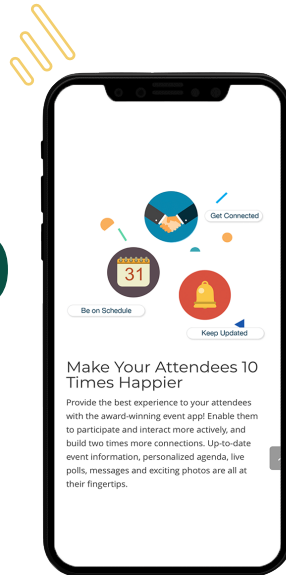 Get Connected
31
Be on Schedule
Keep Updated
Make Your Attendees 10
Times Happier
Provide the best experience to your attendees
with the award-winning event app! Enable them
to participate and interact more actively, and
build two times more connections. Up-to-date
event information, personalized agenda, live
polls, messages and exciting photos are all at
their fingertips.